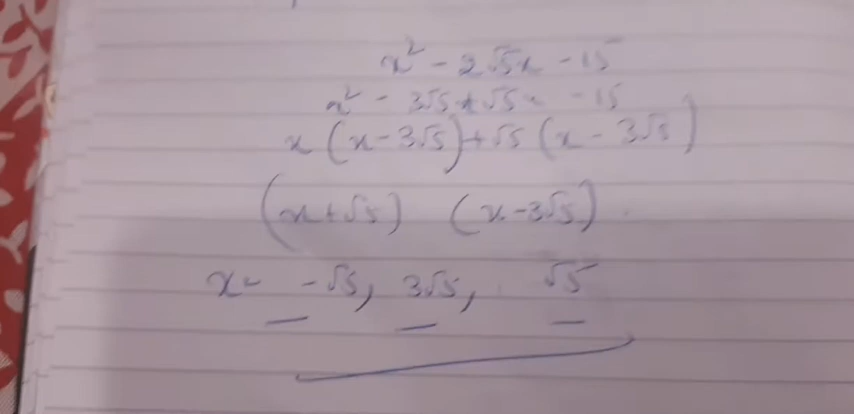 x² - 2√5x - 15
x² - 3√5x + √5x - 15
x (x - 3√5) + √5 (x - 3√5)
(x + √5) (x - 3√5)
x = -√5, 3√5, √5